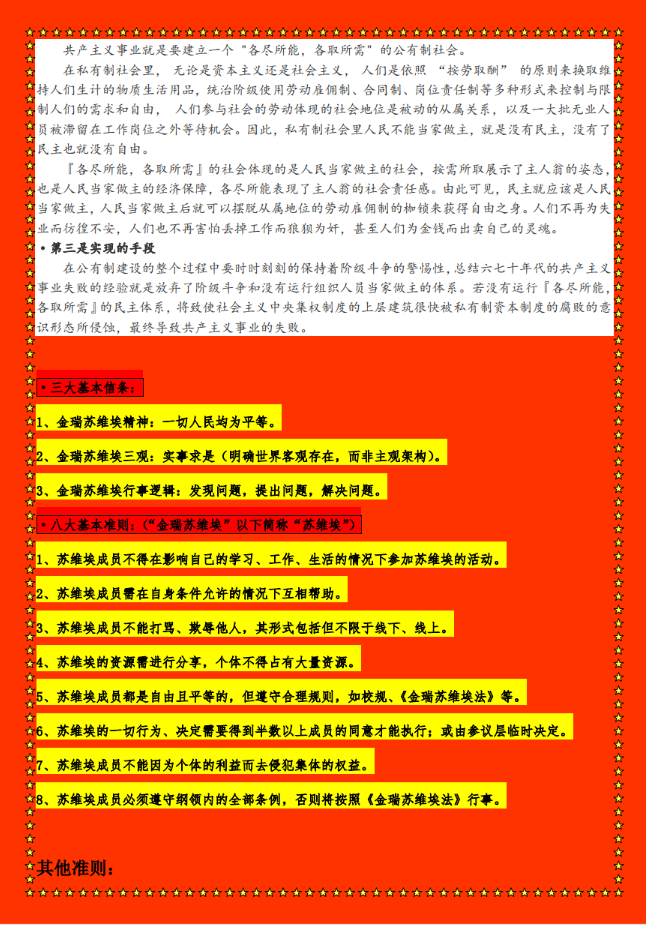 共产主义事业就是要建立一个 "各尽所能，各取所需" 的公有制社会。
在私有制社会里， 无论是资本主义还是社会主义， 人们是依照 “按劳取酬” 的原则来换取维
持人们生计的物质生活用品，统治阶级使用劳动雇佣制、合同制、岗位责任制等多种形式来控制与限
制人们的需求和自由， 人们参与社会的劳动体现的社会地位是被动的从属关系，以及一大批无业人
员被滞留在工作岗位之外等待机会。因此，私有制社会里人民不能当家做主，就是没有民主，没有了
民主也就没有自由。
『各尽所能，各取所需』的社会体现的是人民当家做主的社会，按需所取展示了主人翁的姿态，
也是人民当家做主的经济保障，各尽所能表现了主人翁的社会责任感。由此可见，民主就应该是人民
当家做主，人民当家做主后就可以摆脱从属地位的劳动雇佣制的枷锁来获得自由之身。人们不再为失
业而彷徨不安，人们也不再害怕丢掉工作而狼狈为奸，甚至人们为金钱而出卖自己的灵魂。
·第三是实现的手段
在公有制建设的整个过程中要时时刻刻的保持着阶级斗争的警惕性，总结六七十年代的共产主义
事业失败的经验就是放弃了阶级斗争和没有运行组织人员当家做主的体系。若没有运行『各尽所能，
各取所需』的民主体系，将致使社会主义中央集权制度的上层建筑很快被私有制资本制度的腐败的意
识形态所侵蚀，最终导致共产主义事业的失败。
·三大基本信条：
1、金瑞苏维埃精神：一切人民均为平等。
2、金瑞苏维埃三观：实事求是（明确世界客观存在，而非主观架构）。
3、金瑞苏维埃行事逻辑：发现问题，提出问题，解决问题。
·八大基本准则：（“金瑞苏维埃”以下简称“苏维埃”）
1、苏维埃成员不得在影响自己的学习、工作、生活的情况下参加苏维埃的活动。
2、苏维埃成员需在自身条件允许的情况下互相帮助。
3、苏维埃成员不能打骂、欺辱他人，其形式包括但不限于线下、线上。
4、苏维埃的资源需进行分享，个体不得占有大量资源。
5、苏维埃成员都是自由且平等的，但遵守合理规则，如校规、《金瑞苏维埃法》等。
6、苏维埃的一切行为、决定需要得到半数以上成员的同意才能执行；或由参议层临时决定。
7、苏维埃成员不能因为个体的利益而去侵犯集体的权益。
8、苏维埃成员必须遵守纲领内的全部条例，否则将按照《金瑞苏维埃法》行事。
其他准则：